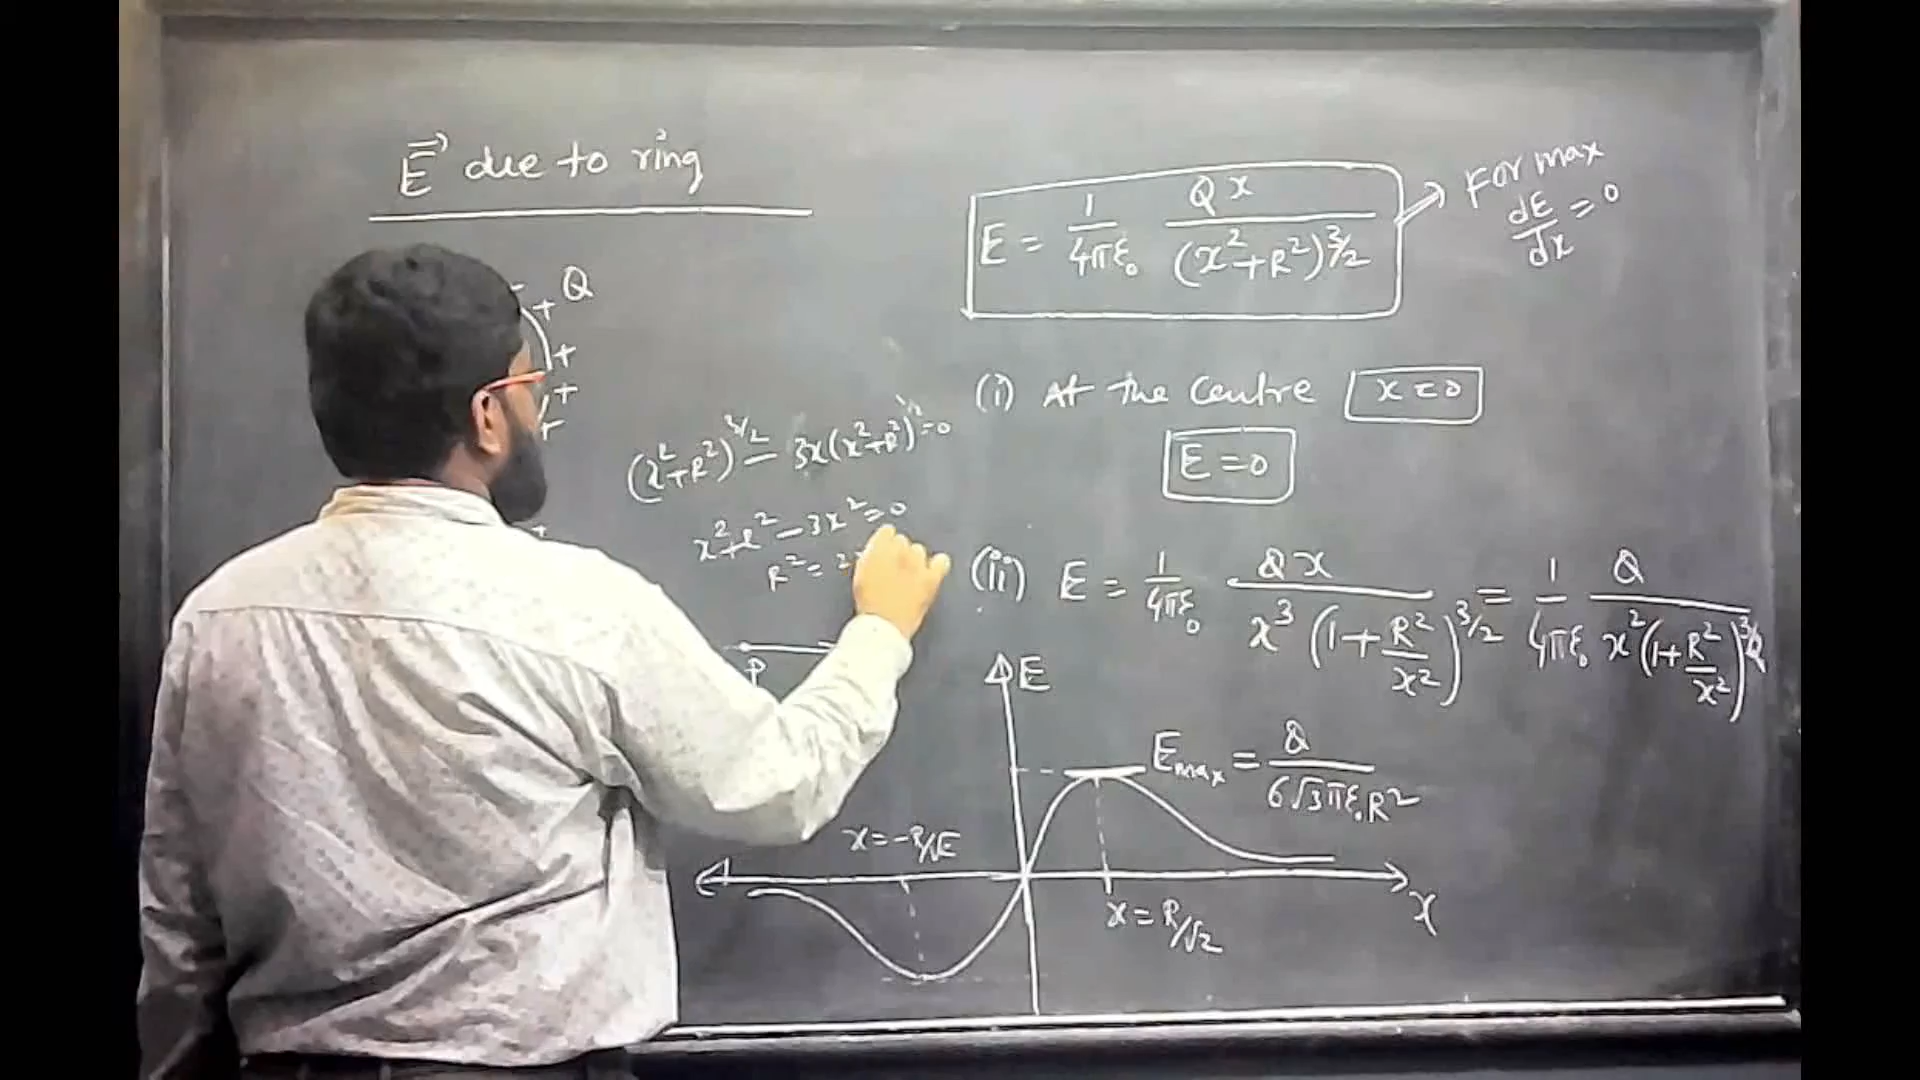 E⃗ due to ring
+ Q
+
+
+
+
(x²+R²)^3/2 − 3x(x²+R²)^1/2 = 0
x²+R² − 3x² = 0
R² = 2
P
E = 1/4πε₀ Qx/(x²+R²)^3/2
For max
dE/dx = 0
(i) At the centre x = 0
E = 0
(ii) E = 1/4πε₀ Qx/x³(1+R²/x²)^3/2 = 1/4πε₀ Q/x²(1+R²/x²)^3/2
E
Emax = Q/6√3πε₀R²
x = −R/√2
x = R/√2
x